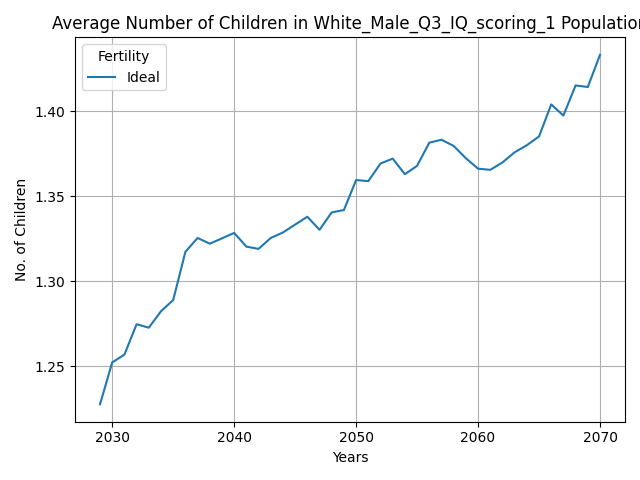 Average Number of Children in White_Male_Q3_IQ_scoring_1 Population
Fertility
Ideal
No. of Children
1.40
1.35
1.30
1.25
2030 2040 2050 2060 2070
Years